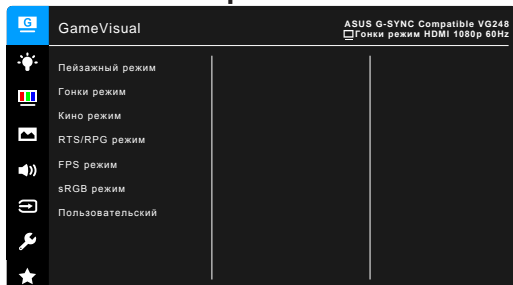 G
GameVisual
ASUS G-SYNC Compatible VG248
Гонки режим HDMI 1080p 60Hz
Пейзажный режим
Гонки режим
Кино режим
RTS/RPG режим
FPS режим
sRGB режим
Пользовательский